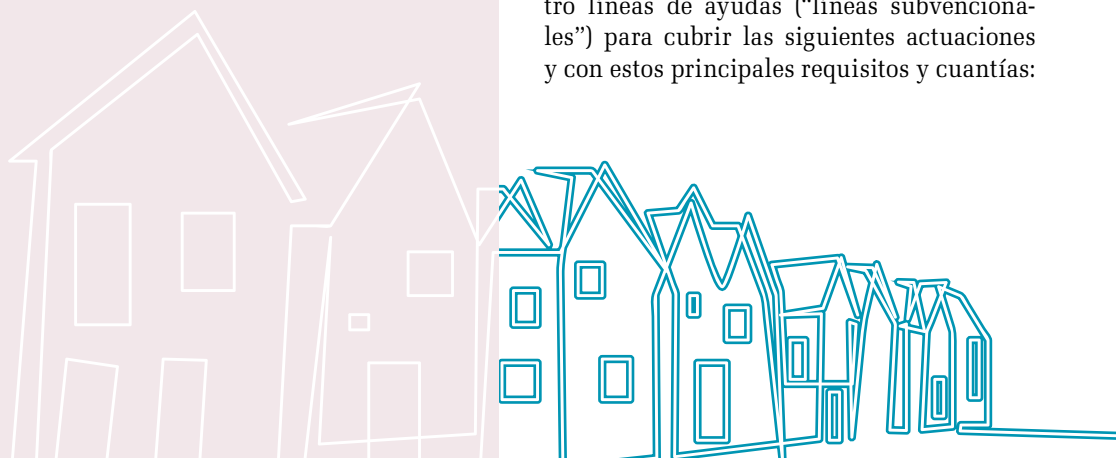 tro líneas de ayudas (“líneas subvenciona-
les”) para cubrir las siguientes actuaciones
y con estos principales requisitos y cuantías: